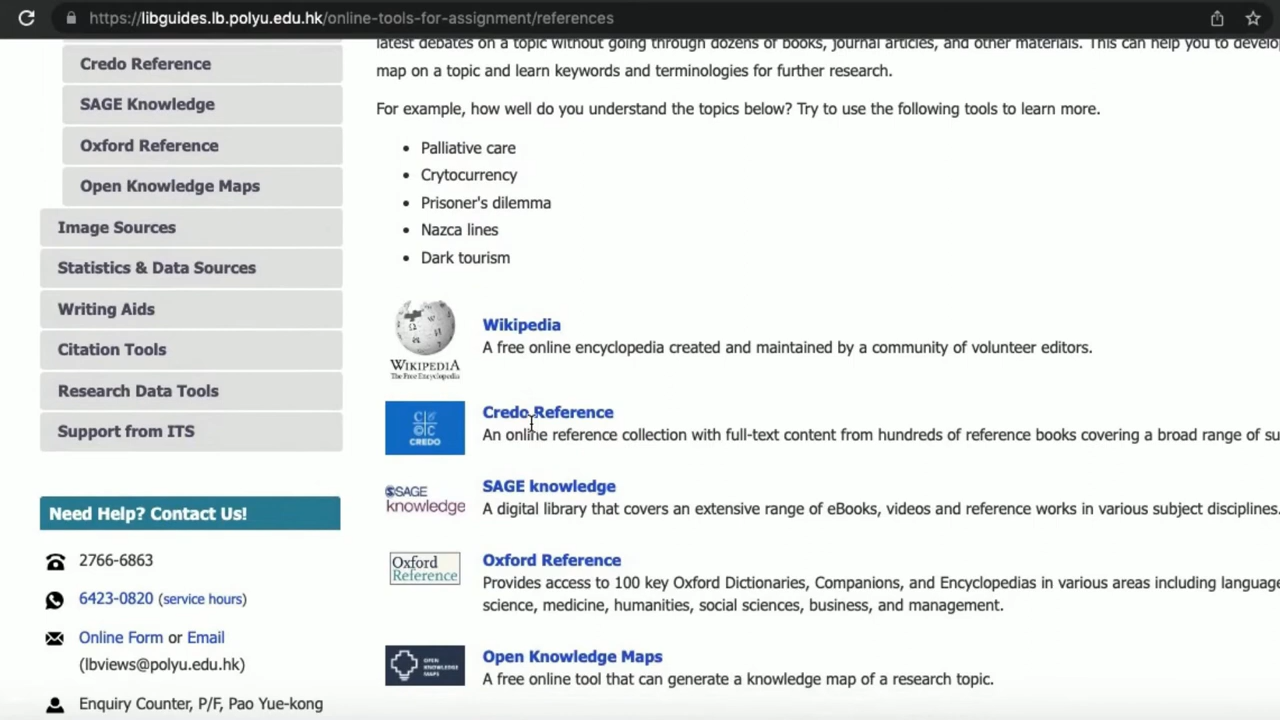 https://libguides.lb.polyu.edu.hk/online-tools-for-assignment/references
Credo Reference
SAGE Knowledge
Oxford Reference
Open Knowledge Maps
Image Sources
Statistics & Data Sources
Writing Aids
Citation Tools
Research Data Tools
Support from ITS
Need Help? Contact Us!
2766-6863
6423-0820 (service hours)
Online Form or Email
(lbviews@polyu.edu.hk)
Enquiry Counter, P/F, Pao Yue-kong
latest debates on a topic without going through dozens of books, journal articles, and other materials. This can help you to develop
map on a topic and learn keywords and terminologies for further research.
For example, how well do you understand the topics below? Try to use the following tools to learn more.
• Palliative care
• Crytocurrency
• Prisoner's dilemma
• Nazca lines
• Dark tourism
WIKIPEDIA
The Free Encyclopedia
Wikipedia
A free online encyclopedia created and maintained by a community of volunteer editors.
CREDO
Credo Reference
An online reference collection with full-text content from hundreds of reference books covering a broad range of su
SAGE
knowledge
SAGE knowledge
A digital library that covers an extensive range of eBooks, videos and reference works in various subject disciplines.
Oxford
Reference
Oxford Reference
Provides access to 100 key Oxford Dictionaries, Companions, and Encyclopedias in various areas including language
science, medicine, humanities, social sciences, business, and management.
OPEN
KNOWLEDGE
MAPS
Open Knowledge Maps
A free online tool that can generate a knowledge map of a research topic.